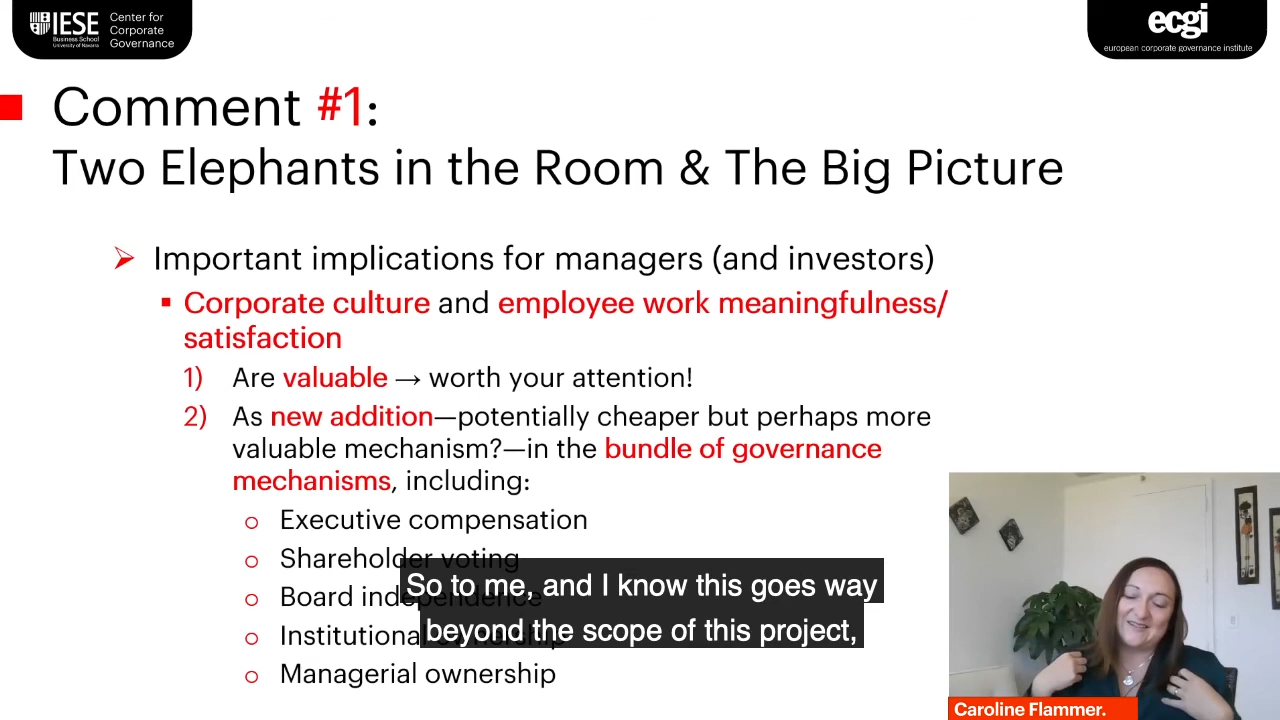 IESE
Business School
University of Navarra
Center for
Corporate
Governance
ecgi
european corporate governance institute
Comment #1:
Two Elephants in the Room & The Big Picture
Important implications for managers (and investors)
Corporate culture and employee work meaningfulness/
satisfaction
1) Are valuable → worth your attention!
2) As new addition—potentially cheaper but perhaps more
valuable mechanism?—in the bundle of governance
mechanisms, including:
Executive compensation
Shareholder voting
Board independence
Institutional ownership
Managerial ownership
So to me, and I know this goes way
beyond the scope of this project,
Caroline Flammer.